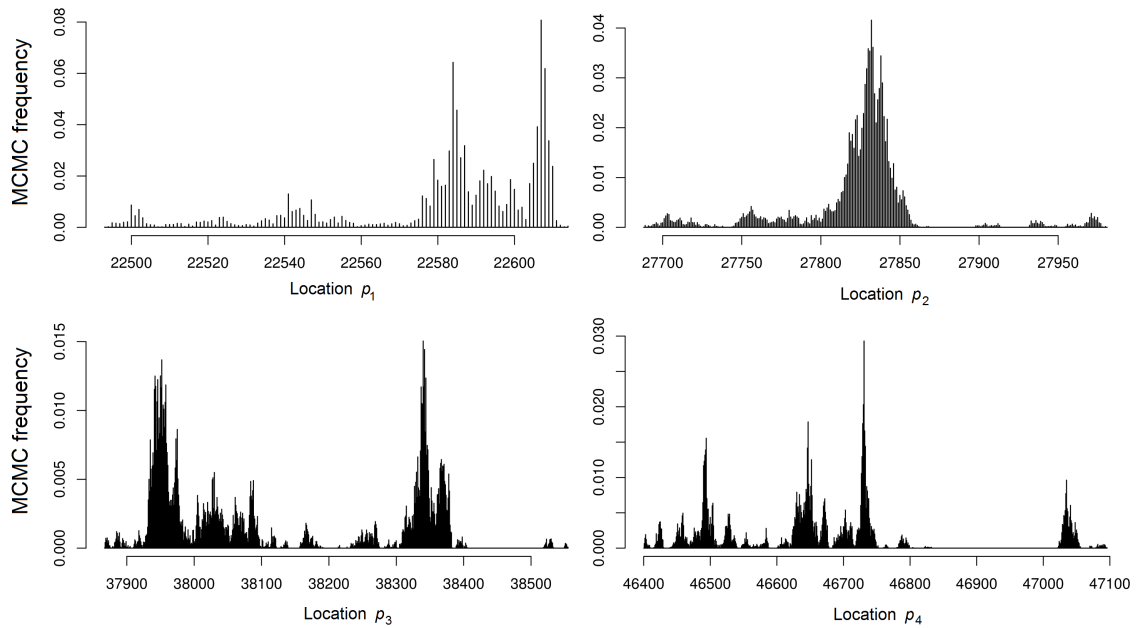 MCMC frequency
0.00 0.02 0.04 0.06 0.08
22500 22520 22540 22560 22580 22600
Location p1
0.00 0.01 0.02 0.03 0.04
27700 27750 27800 27850 27900 27950
Location p2
MCMC frequency
0.000 0.005 0.010 0.015
37900 38000 38100 38200 38300 38400 38500
Location p3
0.000 0.010 0.020 0.030
46400 46500 46600 46700 46800 46900 47000 47100
Location p4